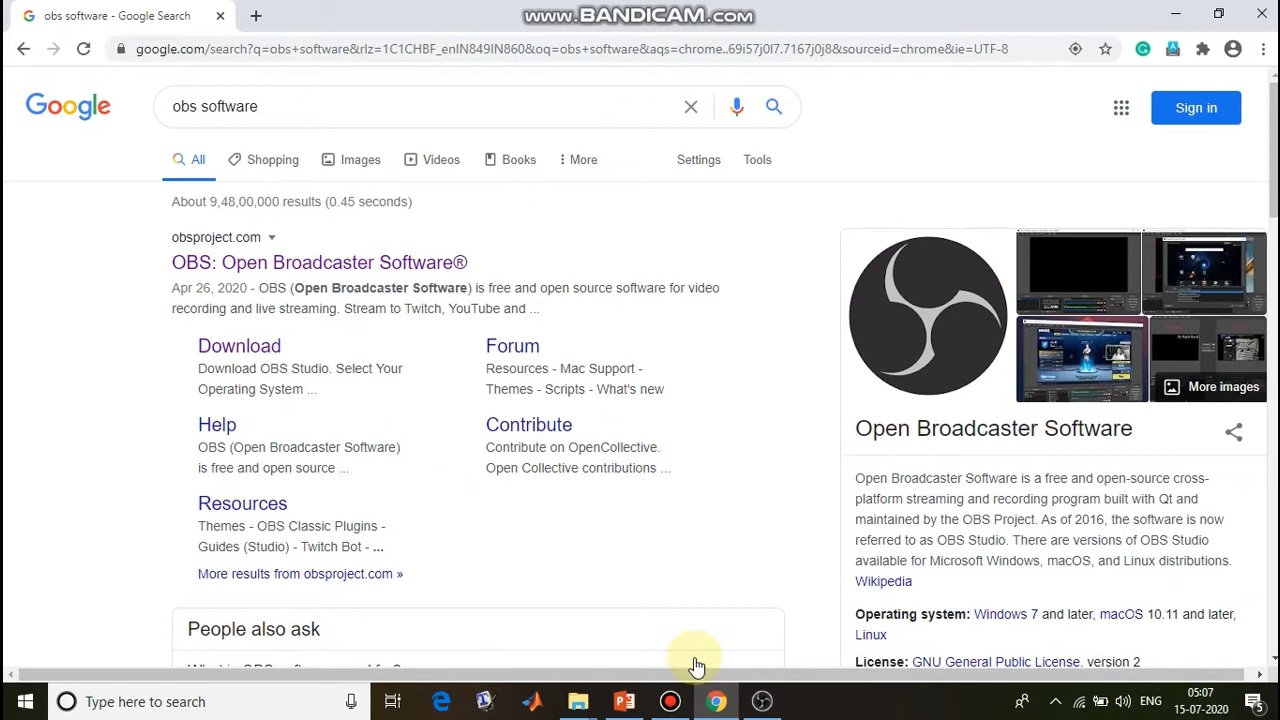 obs software - Google Search
www.BANDICAM.com
google.com/search?q=obs+software&rlz=1C1CHBF_enIN849IN860&oq=obs+software&aqs=chrome..69i57j0l7.7167j0j8&sourceid=chrome&ie=UTF-8
Google
obs software
Sign in
All
Shopping
Images
Videos
Books
More
Settings
Tools
About 9,48,00,000 results (0.45 seconds)
obsproject.com
OBS: Open Broadcaster Software®
Apr 26, 2020 - OBS (Open Broadcaster Software) is free and open source software for video
recording and live streaming. Stream to Twitch, YouTube and ...
Download
Download OBS Studio. Select Your
Operating System ...
Forum
Resources - Mac Support -
Themes - Scripts - What's new
Help
OBS (Open Broadcaster Software)
is free and open source ...
Contribute
Contribute on OpenCollective.
Open Collective contributions ...
Resources
Themes - OBS Classic Plugins -
Guides (Studio) - Twitch Bot - ...
More results from obsproject.com »
People also ask
More images
Open Broadcaster Software
Open Broadcaster Software is a free and open-source cross-
platform streaming and recording program built with Qt and
maintained by the OBS Project. As of 2016, the software is now
referred to as OBS Studio. There are versions of OBS Studio
available for Microsoft Windows, macOS, and Linux distributions.
Wikipedia
Operating system: Windows 7 and later, macOS 10.11 and later,
Linux
License: GNU General Public License, version 2
Type here to search
ENG
05:07
15-07-2020
5